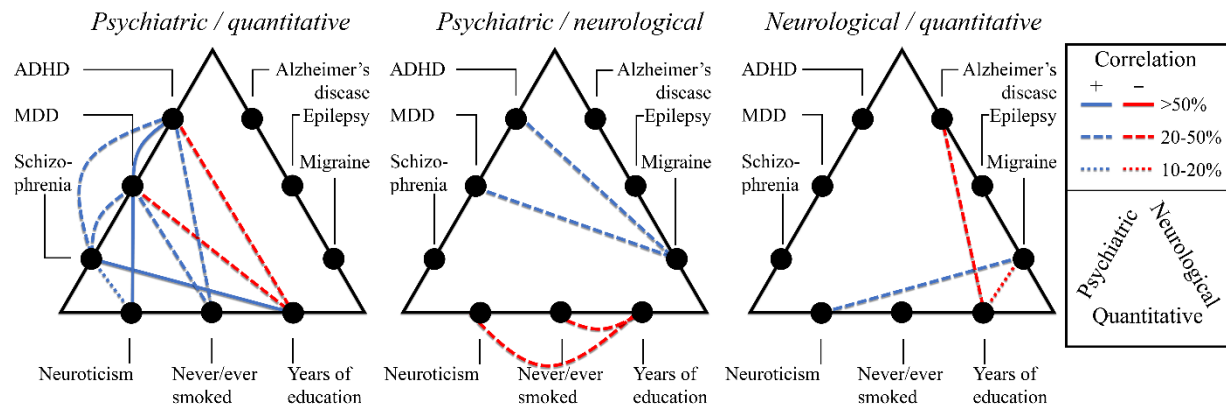 Psychiatric / quantitative
ADHD
Alzheimer's
disease
MDD
Epilepsy
Schizo-
phrenia
Migraine
Neuroticism
Never/ever
smoked
Years of
education
Psychiatric / neurological
ADHD
Alzheimer's
disease
MDD
Epilepsy
Schizo-
phrenia
Migraine
Neuroticism
Never/ever
smoked
Years of
education
Neurological / quantitative
ADHD
Alzheimer's
disease
MDD
Epilepsy
Schizo-
phrenia
Migraine
Neuroticism
Never/ever
smoked
Years of
education
Correlation
+ −
>50%
20-50%
10-20%
Psychiatric
Neurological
Quantitative